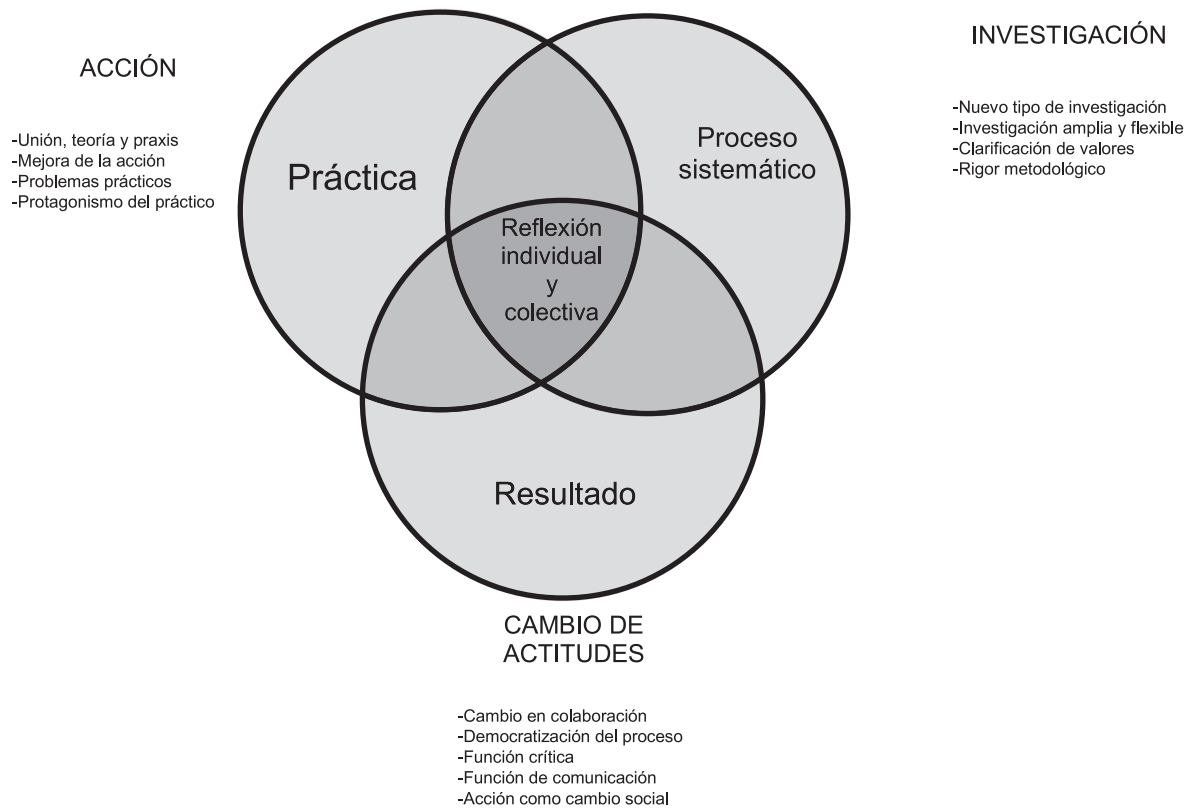 ACCIÓN
-Unión, teoría y praxis
-Mejora de la acción
-Problemas prácticos
-Protagonismo del práctico
Práctica
Proceso
sistemático
INVESTIGACIÓN
-Nuevo tipo de investigación
-Investigación amplia y flexible
-Clarificación de valores
-Rigor metodológico
Reflexión
individual
y
colectiva
Resultado
CAMBIO DE
ACTITUDES
-Cambio en colaboración
-Democratización del proceso
-Función crítica
-Función de comunicación
-Acción como cambio social